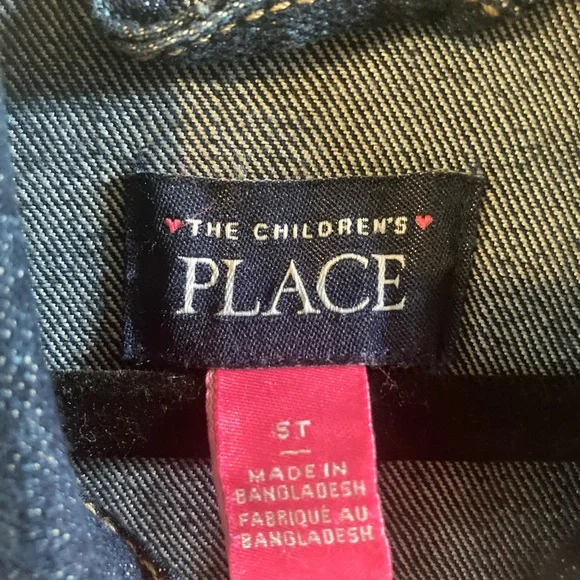 THE CHILDREN'S
PLACE
5T
MADE IN
BANGLADESH
FABRIQUÉ AU
BANGLADESH